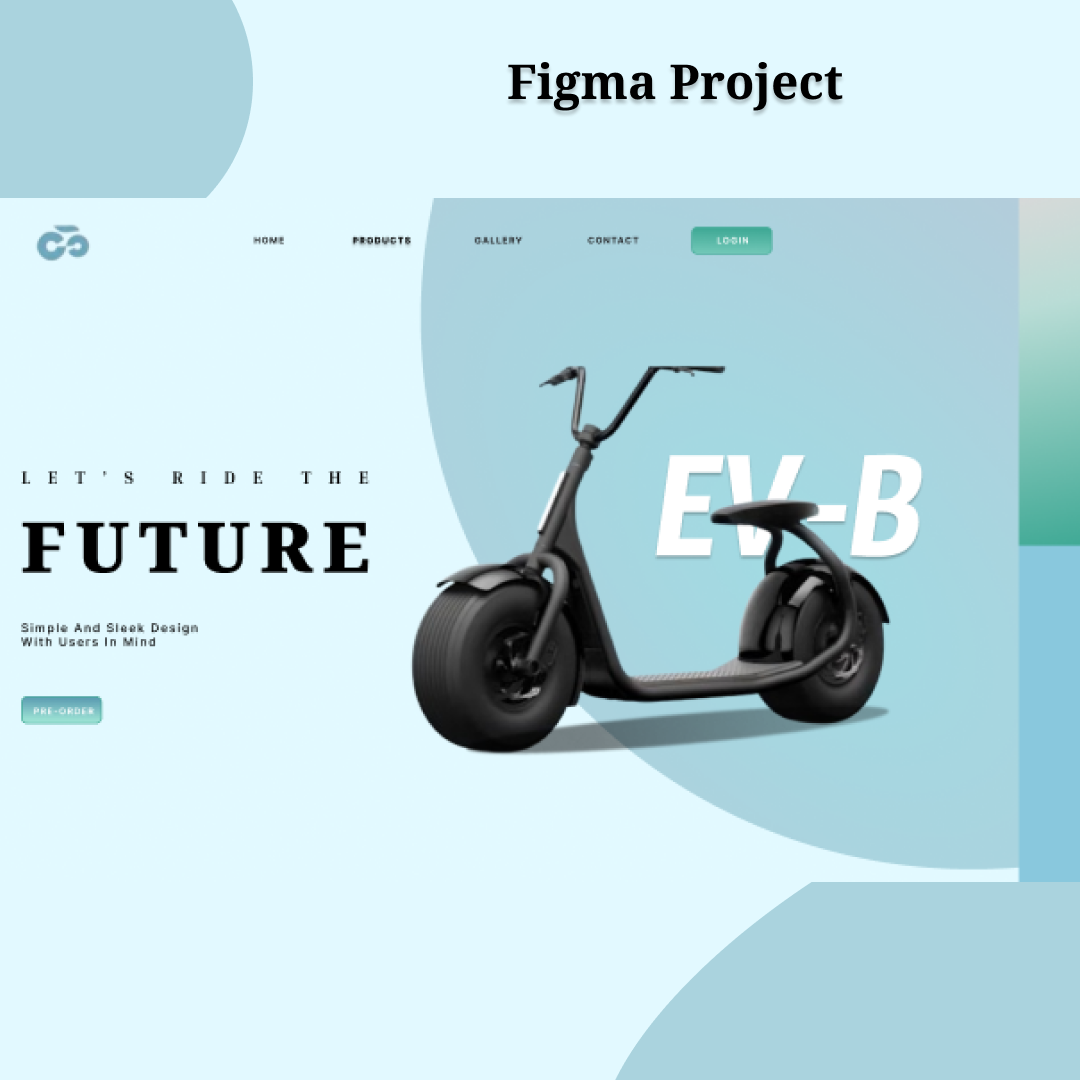 Figma Project
HOME PRODUCTS GALLERY CONTACT LOGIN
LET'S RIDE THE
FUTURE
EV-B
Simple And Sleek Design
With Users In Mind
PRE-ORDER